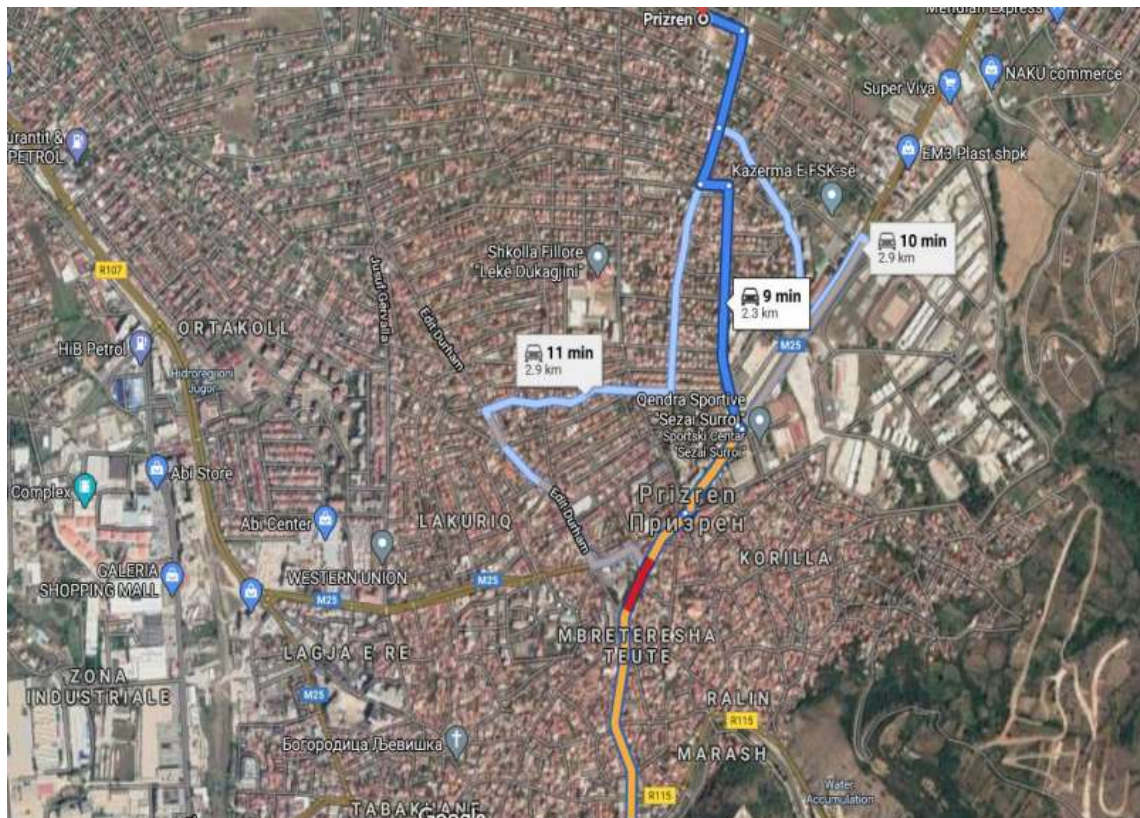 Prizren
Meridian Express
NAKU commerce
Super Viva
urantit &
PETROL
EM3 Plast shpk
Kazerma E FSK-së
10 min
2.9 km
Shkolla Fillore
"Lekë Dukagjini"
Jusuf Gervalla
R107
9 min
2.3 km
Edit Durham
ORTAKOLL
M25
HIB Petrol
11 min
2.9 km
Hidroregjioni
Jugor
Qendra Sportive
"Sezai Surroi"
Sportski Centar
"Sezai Surroi"
Abi Store
Complex
Prizren
Призрен
Edit Durham
Abi Center
LAKURIQ
KORILLA
WESTERN UNION
GALERIA
SHOPPING MALL
M25
M25
MBRETERESHA
TEUTE
LAGJA E RE
ZONA
INDUSTRIALE
M25
RALIN
R115
Богородица Љевишка
MARASH
Water
Accumulation
R115
TABAKHANE
Google